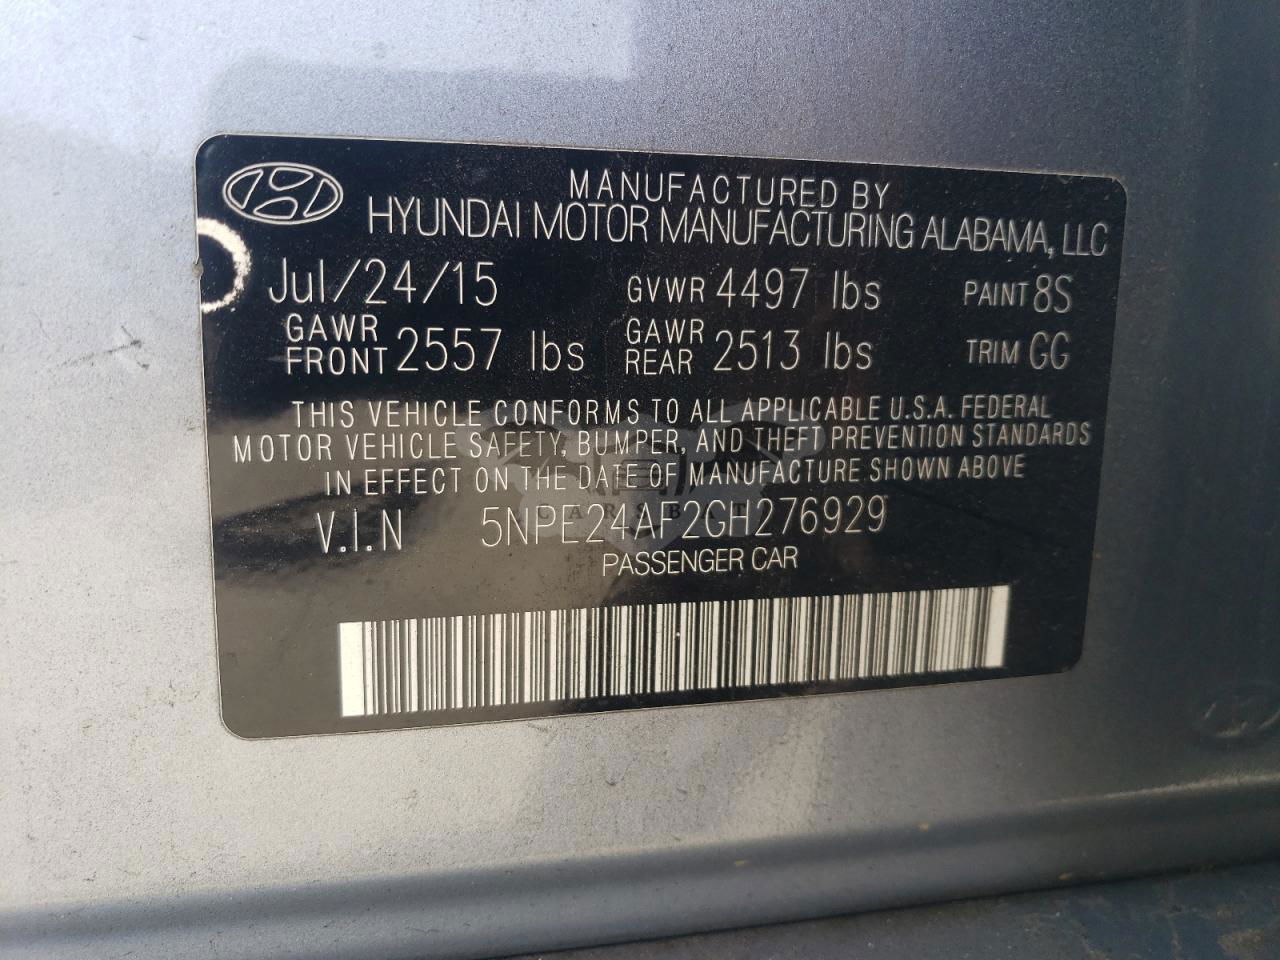 MANUFACTURED BY
HYUNDAI MOTOR MANUFACTURING ALABAMA, LLC
Jul/24/15 GVWR 4497 lbs PAINT 8S
GAWR FRONT 2557 lbs GAWR REAR 2513 lbs TRIM GG
THIS VEHICLE CONFORMS TO ALL APPLICABLE U.S.A. FEDERAL
MOTOR VEHICLE SAFETY, BUMPER, AND THEFT PREVENTION STANDARDS
IN EFFECT ON THE DATE OF MANUFACTURE SHOWN ABOVE
V.I.N 5NPE24AF2GH276929
PASSENGER CAR